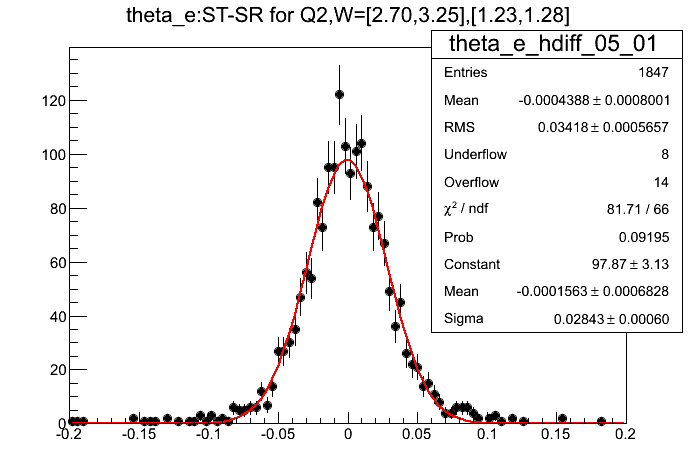 theta_e:ST-SR for Q2,W=[2.70,3.25],[1.23,1.28]
theta_e_hdiff_05_01
Entries 1847
Mean -0.0004388 ± 0.0008001
RMS 0.03418 ± 0.0005657
Underflow 8
Overflow 14
χ² / ndf 81.71 / 66
Prob 0.09195
Constant 97.87 ± 3.13
Mean -0.0001563 ± 0.0006828
Sigma 0.02843 ± 0.00060
120
100
80
60
40
20
0
-0.2 -0.15 -0.1 -0.05 0 0.05 0.1 0.15 0.2